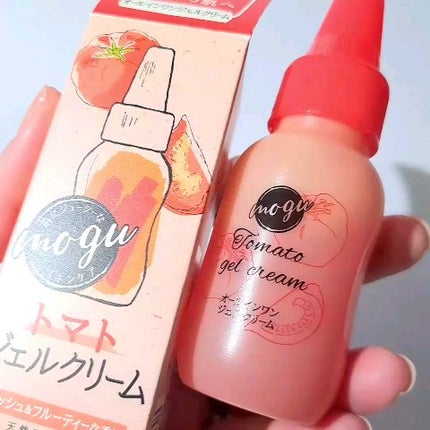 肌へ
オールインワンジェルクリーム
mogu
トマト
ジェルクリーム
ッシュ&フルーティーな
天然
mogu
Tomato
gel cream
オールインワン
ジェルクリーム